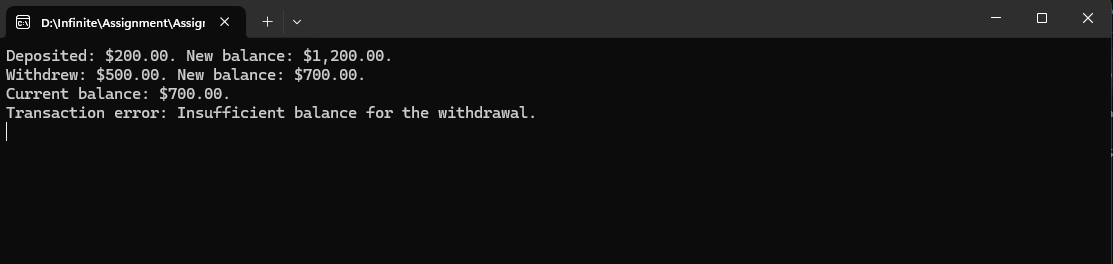 D:\Infinite\Assignment\Assign
Deposited: $200.00. New balance: $1,200.00.
Withdrew: $500.00. New balance: $700.00.
Current balance: $700.00.
Transaction error: Insufficient balance for the withdrawal.